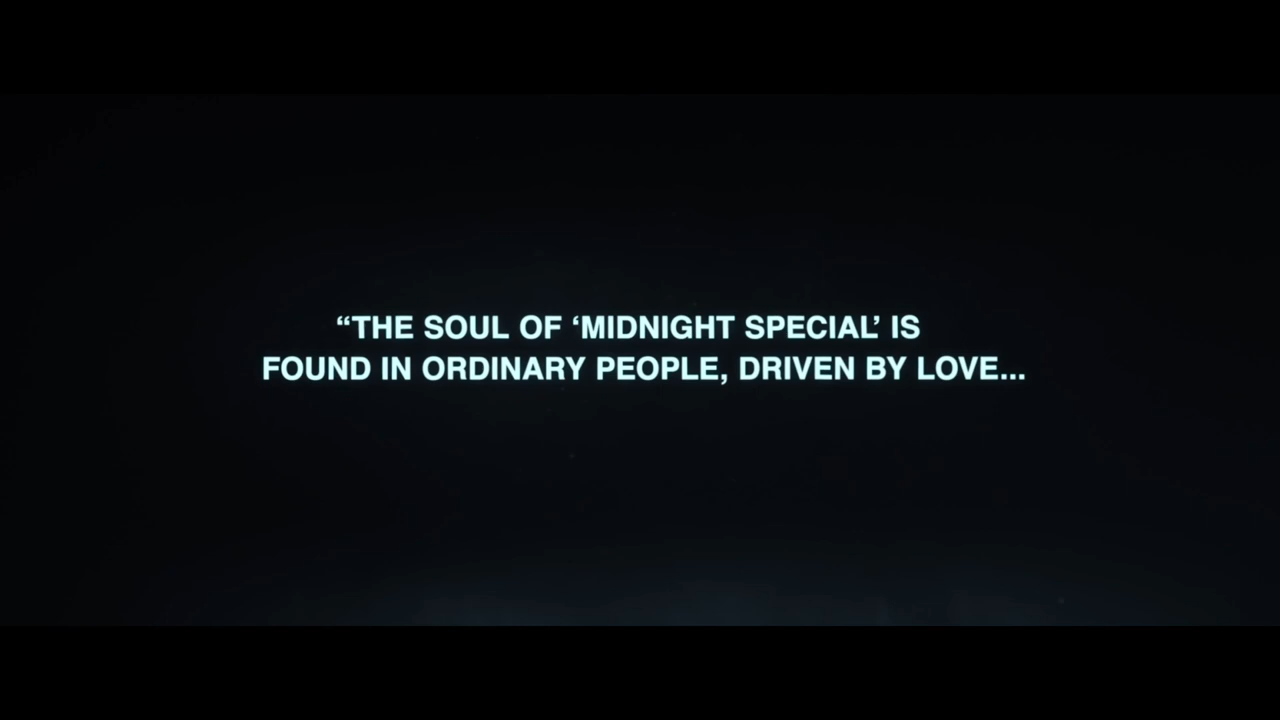 “THE SOUL OF ‘MIDNIGHT SPECIAL’ IS
FOUND IN ORDINARY PEOPLE, DRIVEN BY LOVE...